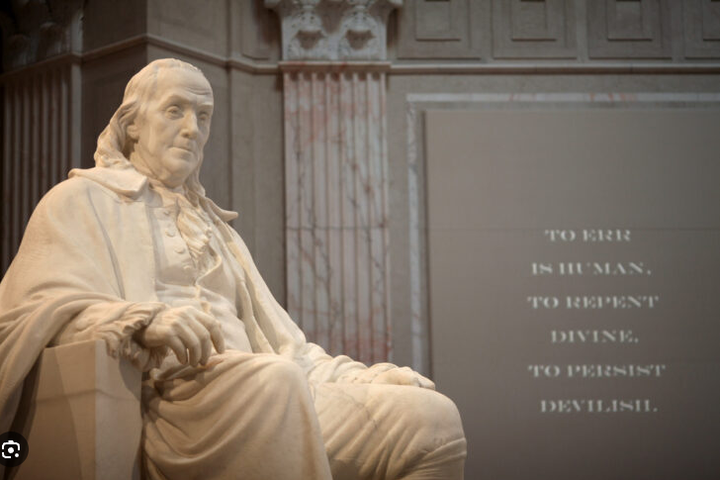 TO ERR
IS HUMAN,
TO REPENT
DIVINE,
TO PERSIST
DEVILISH.